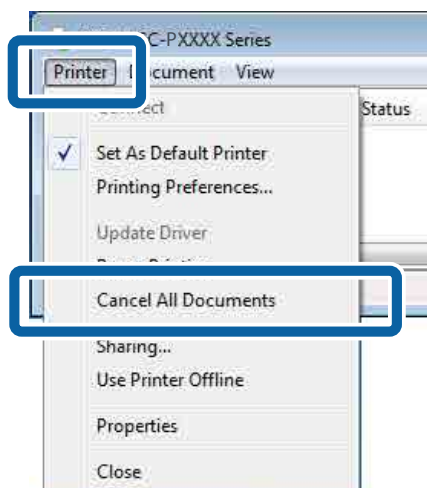 C-PXXXX Series
Printer Document View
Status
Set As Default Printer
Printing Preferences...
Update Driver
Cancel All Documents
Sharing...
Use Printer Offline
Properties
Close